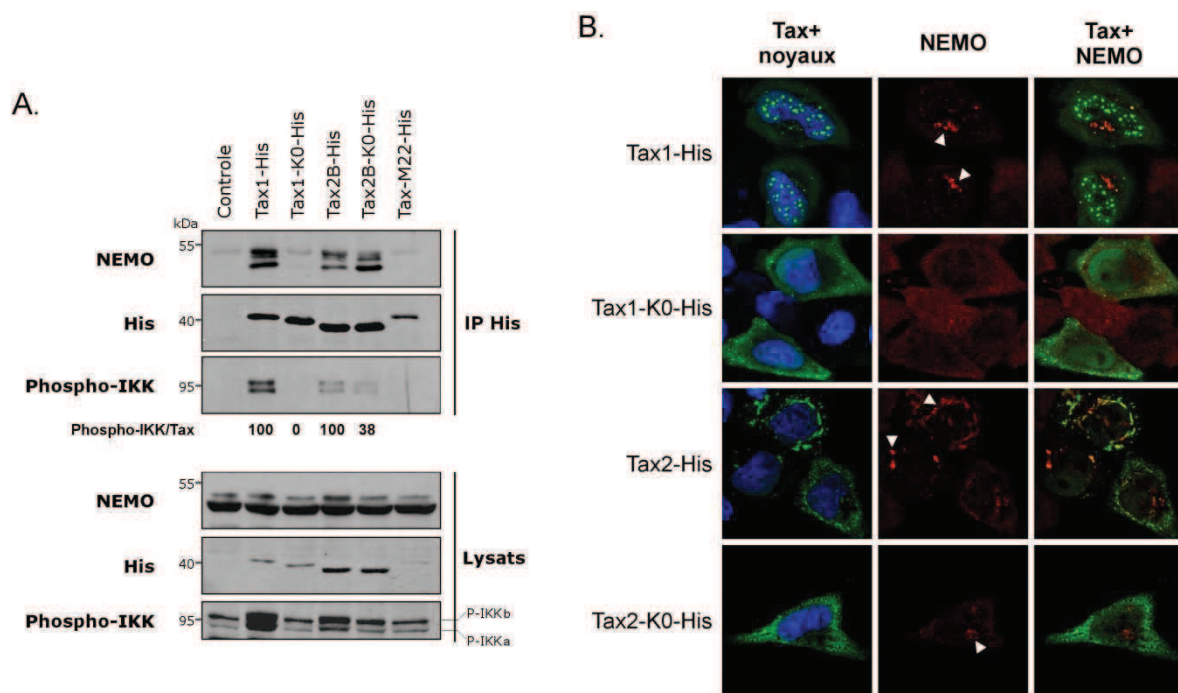 A.
Controle
Tax1-His
Tax1-K0-His
Tax2B-His
Tax2B-K0-His
Tax-M22-His
kDa
NEMO
55
His
40
IP His
Phospho-IKK
95
Phospho-IKK/Tax 100 0 100 38
NEMO
55
His
40
Lysats
Phospho-IKK
95
P-IKKb
P-IKKa
B.
Tax+
noyaux
NEMO
Tax+
NEMO
Tax1-His
Tax1-K0-His
Tax2-His
Tax2-K0-His